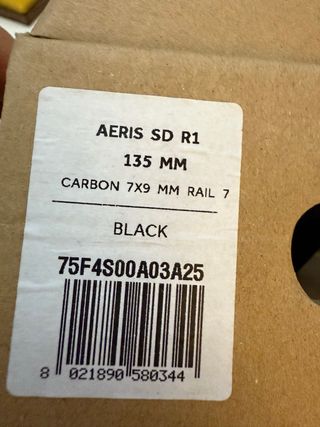 AERIS SD R1
135 MM
CARBON 7X9 MM RAIL 7
BLACK
75F4S00A03A25
8 021890 580344